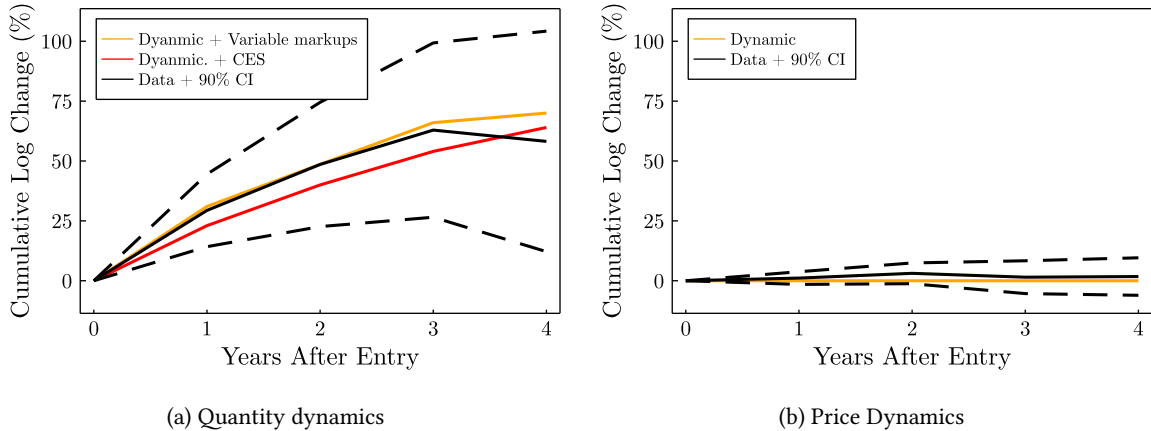 Cumulative Log Change (%)
100
75
50
25
0
Dyanmic + Variable markups
Dyanmic. + CES
Data + 90% CI
0 1 2 3 4
Years After Entry
(a) Quantity dynamics
Cumulative Log Change (%)
100
75
50
25
0
Dynamic
Data + 90% CI
0 1 2 3 4
Years After Entry
(b) Price Dynamics